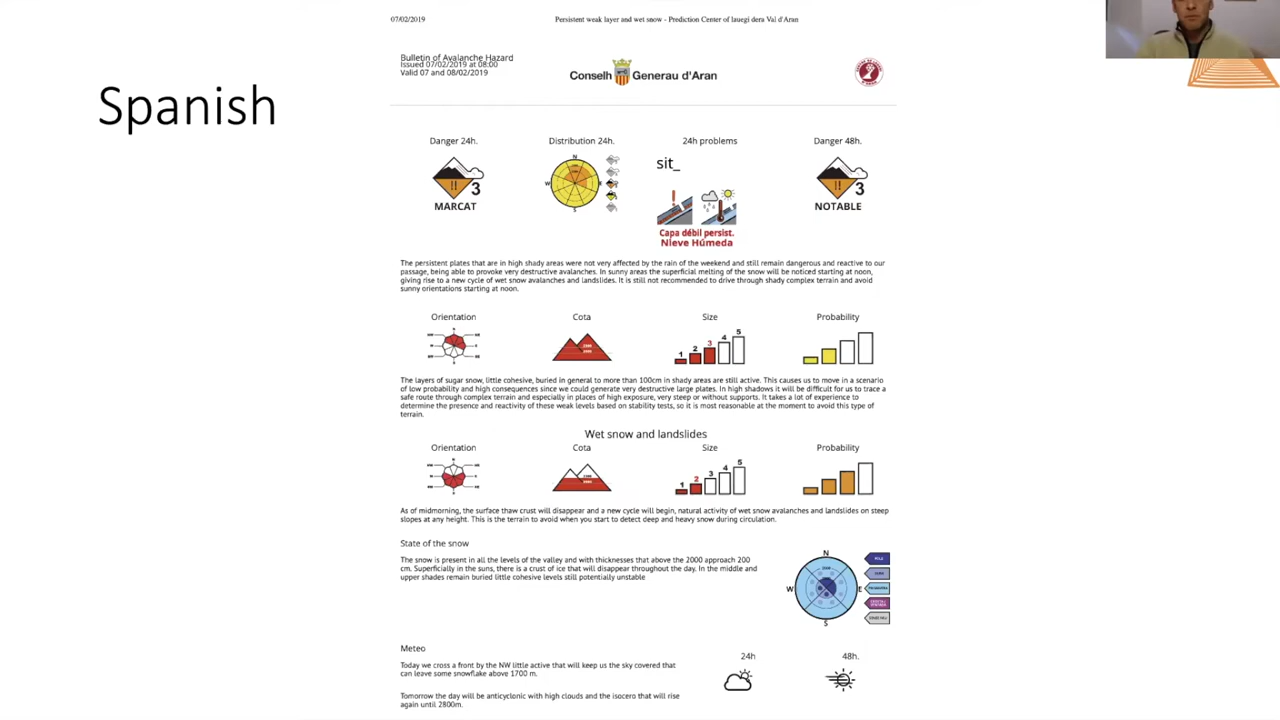 Spanish
07/02/2019
Persistent weak layer and wet snow - Prediction Center of lauegi dera Val d'Aran
Bulletin of Avalanche Hazard
Issued 07/02/2019 at 08:00
Valid 07 and 08/02/2019
Conselh Generau d'Aran
Danger 24h.
Distribution 24h.
24h problems
Danger 48h.
sit_
N
W
E
S
3
MARCAT
3
NOTABLE
Capa débil persist.
Nieve Húmeda
The persistent plates that are in high shady areas were not very affected by the rain of the weekend and still remain dangerous and reactive to our
passage, being able to provoke very destructive avalanches. In sunny areas the superficial melting of the snow will be noticed starting at noon,
giving rise to a new cycle of wet snow avalanches and landslides. It is still not recommended to drive through shady complex terrain and avoid
sunny orientations starting at noon.
Orientation
Cota
Size
Probability
1 2 3 4 5
The layers of sugar snow, little cohesive, buried in general to more than 100cm in shady areas are still active. This causes us to move in a scenario
of low probability and high consequences since we could generate very destructive large plates. In high shadows it will be difficult for us to trace a
safe route through complex terrain and especially in places of high exposure, very steep or without supports. It takes a lot of experience to
determine the presence and reactivity of these weak levels based on stability tests, so it is most reasonable at the moment to avoid this type of
terrain.
Wet snow and landslides
Orientation
Cota
Size
Probability
1 2 3 4 5
As of midmorning, the surface thaw crust will disappear and a new cycle will begin, natural activity of wet snow avalanches and landslides on steep
slopes at any height. This is the terrain to avoid when you start to detect deep and heavy snow during circulation.
State of the snow
The snow is present in all the levels of the valley and with thicknesses that above the 2000 approach 200
cm. Superficially in the suns, there is a crust of ice that will disappear throughout the day. In the middle and
upper shades remain buried little cohesive levels still potentially unstable
N
W
E
S
Meteo
24h
48h.
Today we cross a front by the NW little active that will keep us the sky covered that
can leave some snowflake above 1700 m.
Tomorrow the day will be anticyclonic with high clouds and the isocero that will rise
again until 2800m.